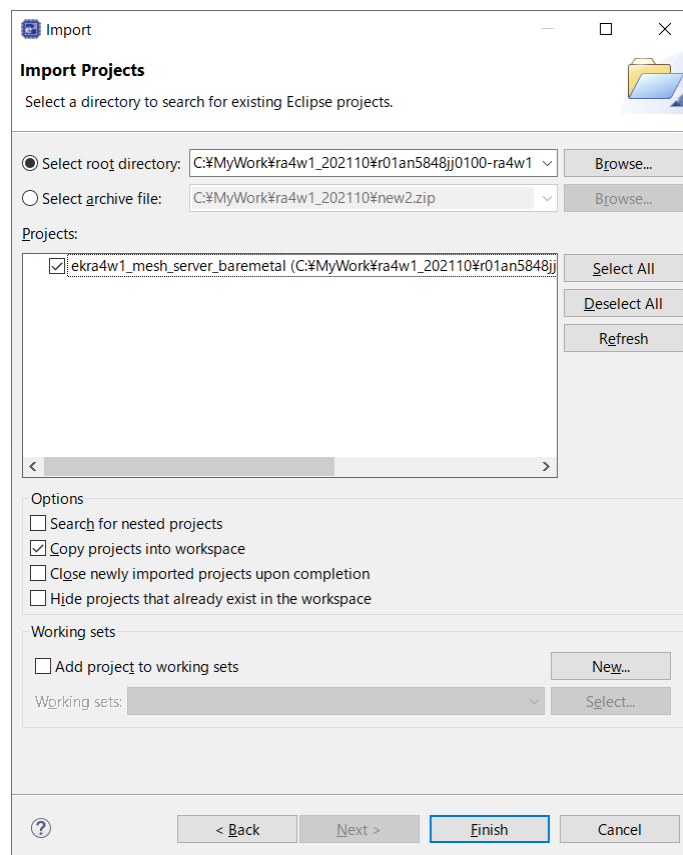 Import
Import Projects
Select a directory to search for existing Eclipse projects.
Select root directory: C:¥MyWork¥ra4w1_202110¥r01an5848jj0100-ra4w1 Browse...
Select archive file: C:¥MyWork¥ra4w1_202110¥new2.zip Browse...
Projects:
ekra4w1_mesh_server_baremetal (C:¥MyWork¥ra4w1_202110¥r01an5848jj
Select All
Deselect All
Refresh
Options
Search for nested projects
Copy projects into workspace
Close newly imported projects upon completion
Hide projects that already exist in the workspace
Working sets
Add project to working sets New...
Working sets: Select...
? < Back Next > Finish Cancel